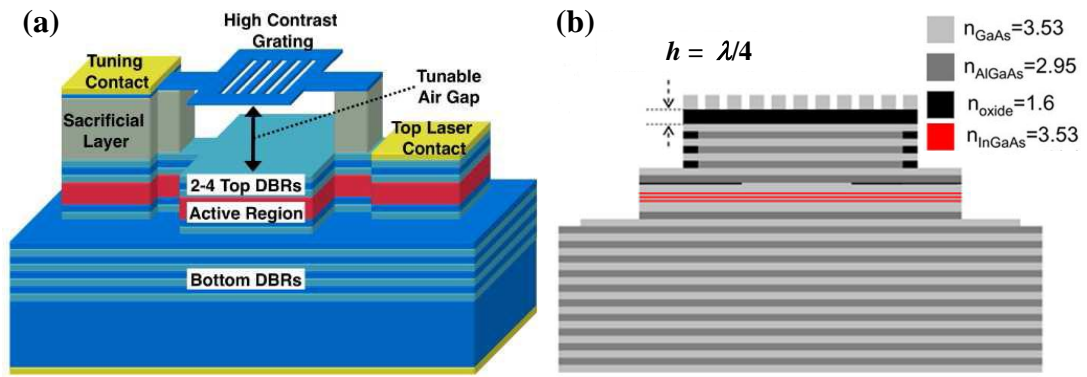 (a)
High Contrast
Grating
Tuning
Contact
Tunable
Air Gap
Sacrificial
Layer
Top Laser
Contact
2-4 Top DBRs
Active Region
Bottom DBRs
(b)
h = λ/4
n_GaAs=3.53
n_AlGaAs=2.95
n_oxide=1.6
n_InGaAs=3.53